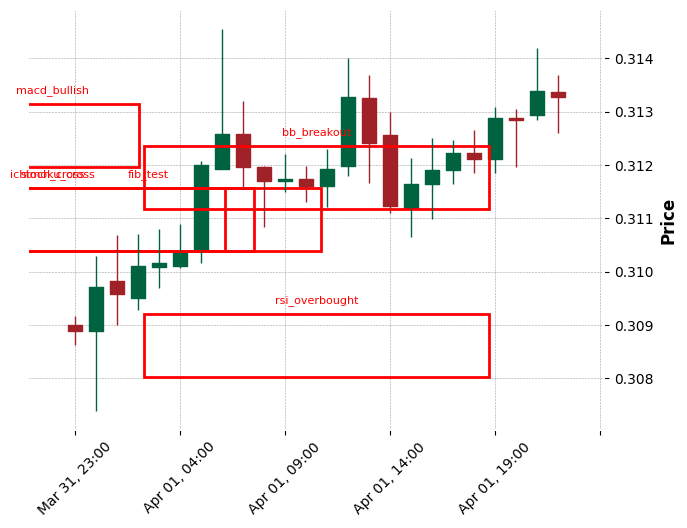 macd_bullish
bb_breakout
fib_test
rsi_overbought
0.314
0.313
0.312
0.311
0.310
0.309
0.308
Price
Mar 31, 23:00
Apr 01, 04:00
Apr 01, 09:00
Apr 01, 14:00
Apr 01, 19:00